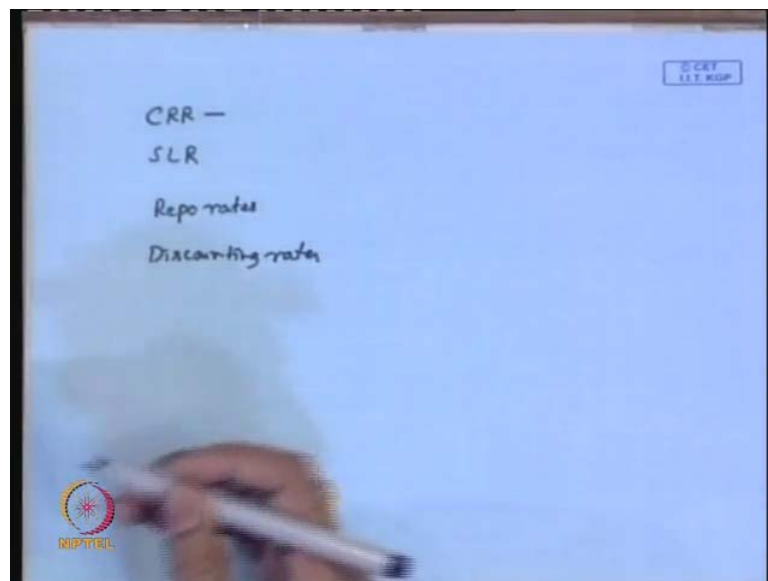 © CET
I.I.T. KGP
CRR —
SLR
Repo rates
Discounting rates
NPTEL